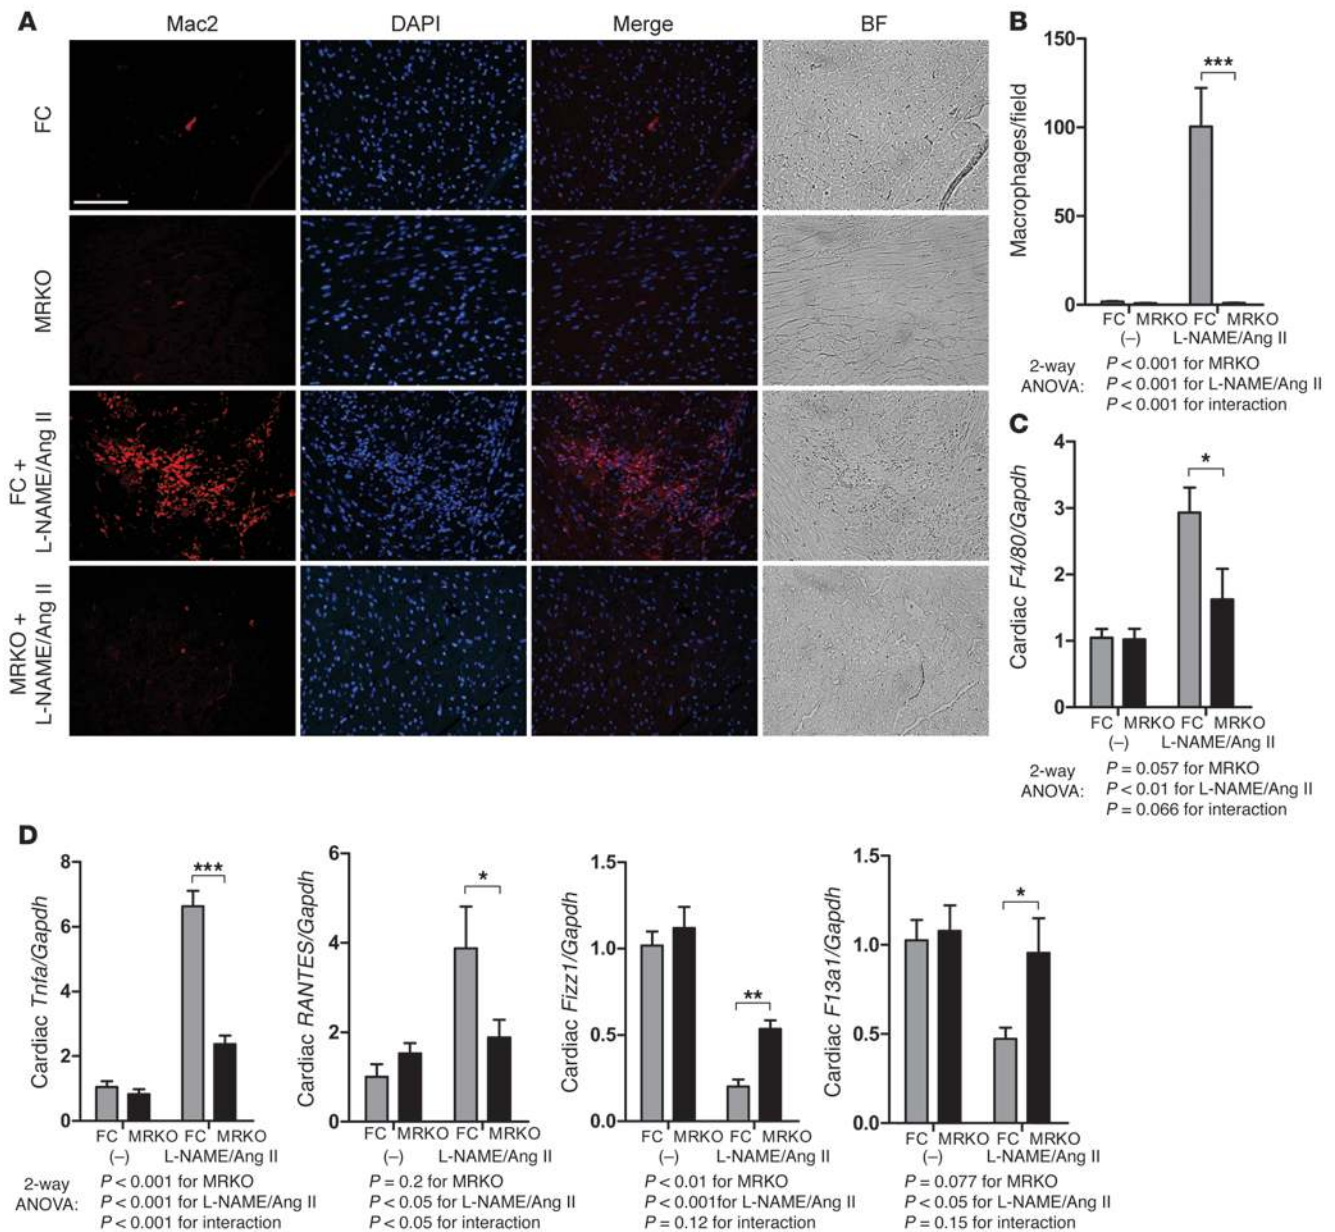 A
Mac2 DAPI Merge BF
FC
MRKO
FC +
L-NAME/Ang II
MRKO +
L-NAME/Ang II
B
150
100
50
0
Macrophages/field
***
FC MRKO FC MRKO
(–) L-NAME/Ang II
2-way
ANOVA:
P < 0.001 for MRKO
P < 0.001 for L-NAME/Ang II
P < 0.001 for interaction
C
4
3
2
1
0
Cardiac F4/80/Gapdh
*
FC MRKO FC MRKO
(–) L-NAME/Ang II
2-way
ANOVA:
P = 0.057 for MRKO
P < 0.01 for L-NAME/Ang II
P = 0.066 for interaction
D
8
6
4
2
0
Cardiac Tnfa/Gapdh
***
FC MRKO FC MRKO
(–) L-NAME/Ang II
2-way
ANOVA:
P < 0.001 for MRKO
P < 0.001 for L-NAME/Ang II
P < 0.001 for interaction
6
4
2
0
Cardiac RANTES/Gapdh
*
FC MRKO FC MRKO
(–) L-NAME/Ang II
P = 0.2 for MRKO
P < 0.05 for L-NAME/Ang II
P < 0.05 for interaction
1.5
1.0
0.5
0.0
Cardiac Fizz1/Gapdh
**
FC MRKO FC MRKO
(–) L-NAME/Ang II
P < 0.01 for MRKO
P < 0.001for L-NAME/Ang II
P = 0.12 for interaction
1.5
1.0
0.5
0.0
Cardiac F13a1/Gapdh
*
FC MRKO FC MRKO
(–) L-NAME/Ang II
P = 0.077 for MRKO
P < 0.05 for L-NAME/Ang II
P = 0.15 for interaction